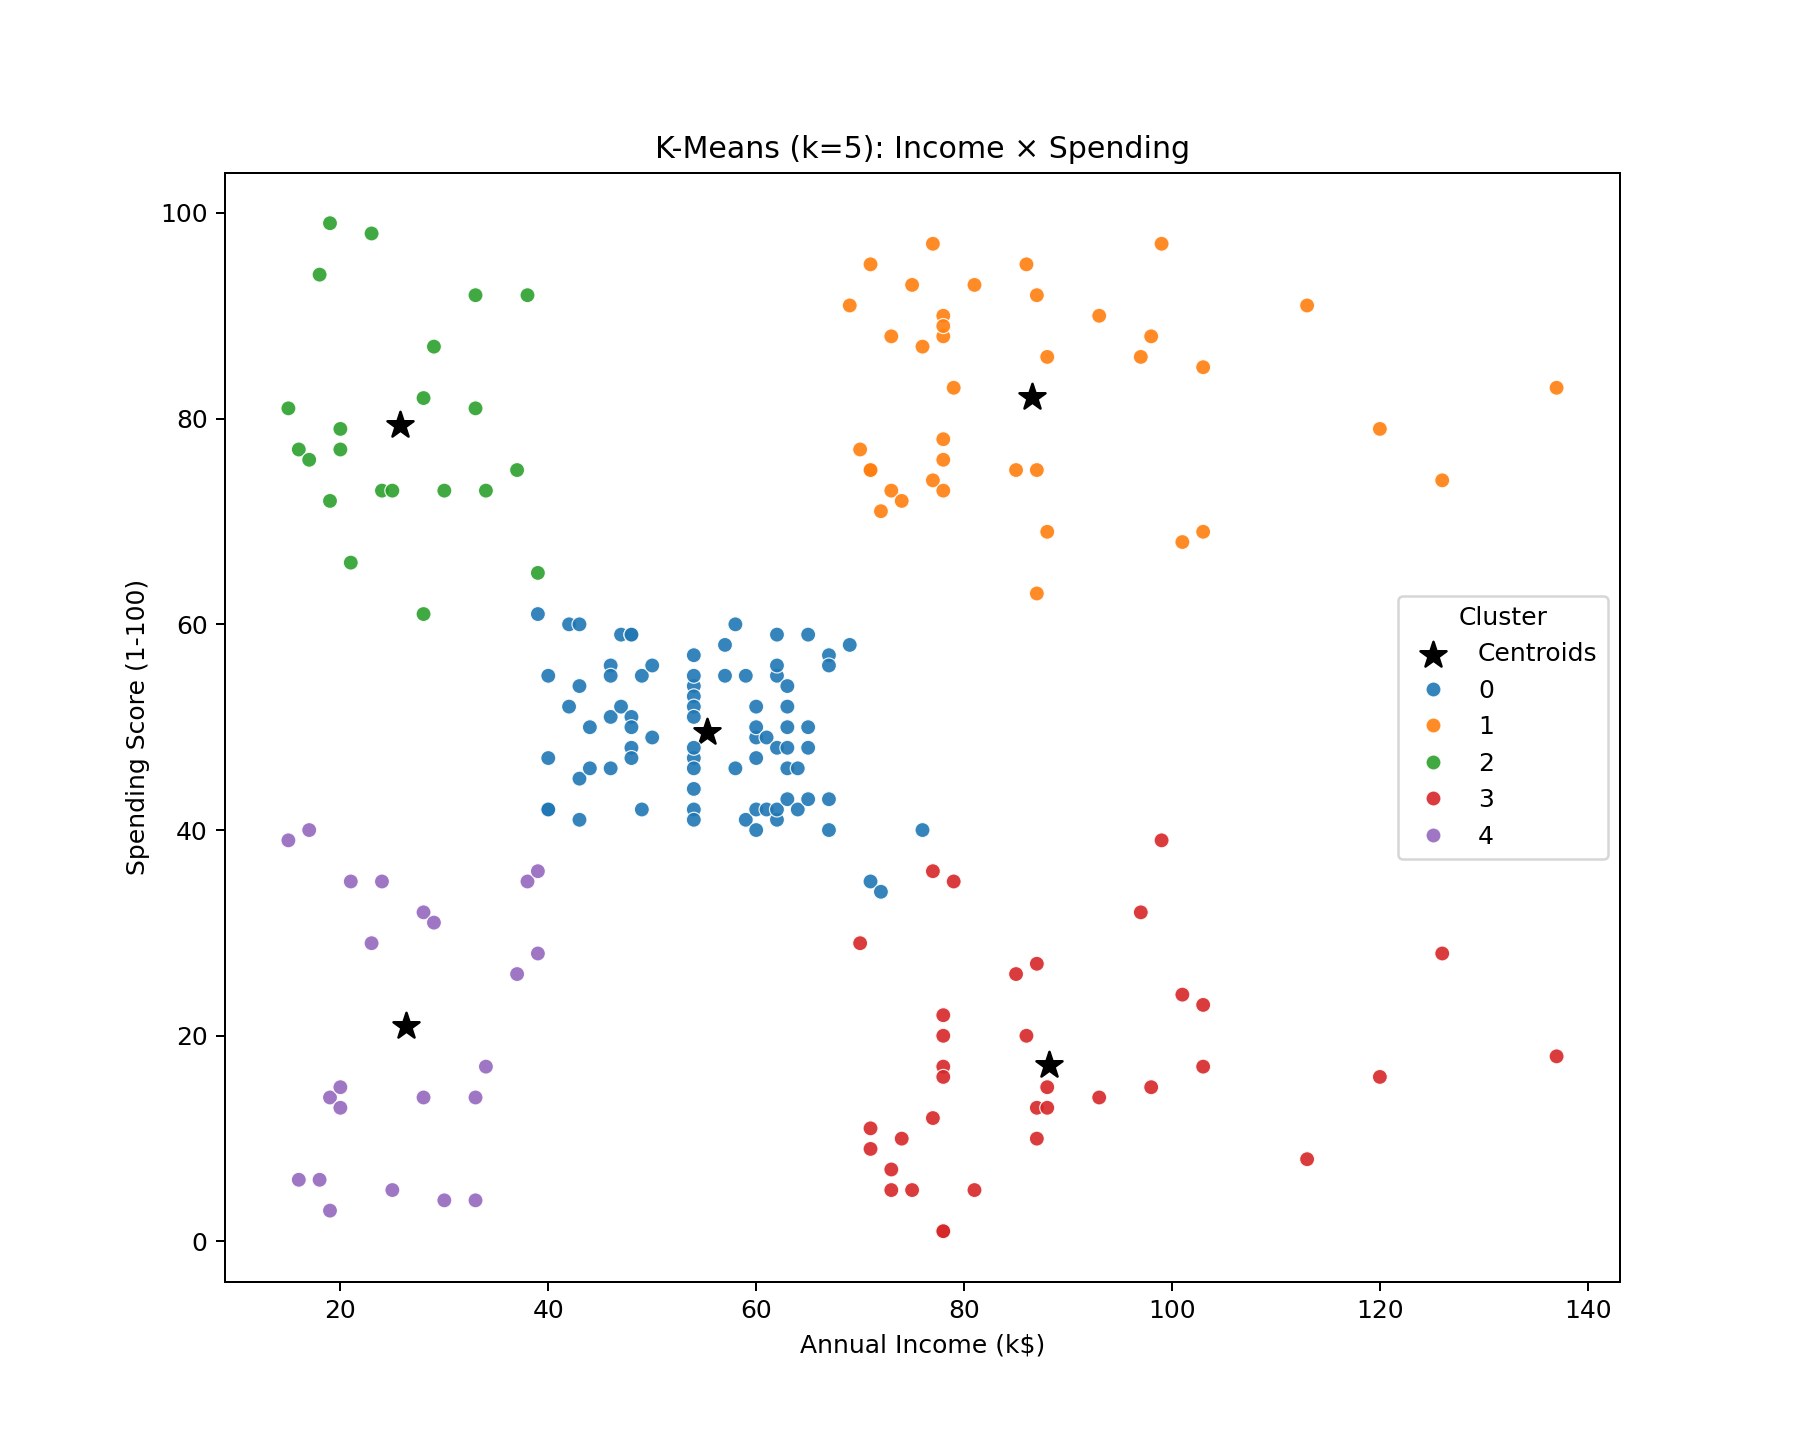 K-Means (k=5): Income × Spending
100
80
60
40
20
0
Spending Score (1-100)
20 40 60 80 100 120 140
Annual Income (k$)
Cluster
Centroids
0
1
2
3
4